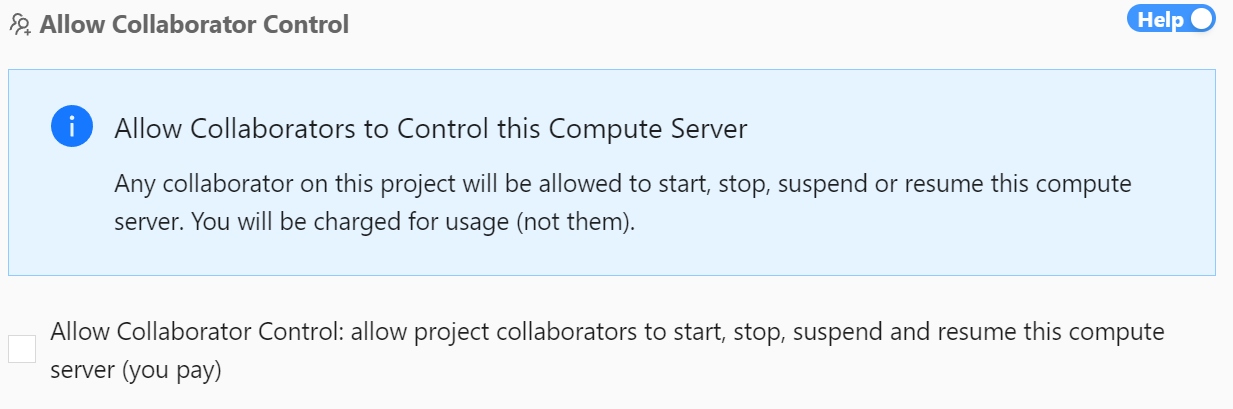 Allow Collaborator Control
Help
Allow Collaborators to Control this Compute Server
Any collaborator on this project will be allowed to start, stop, suspend or resume this compute
server. You will be charged for usage (not them).
Allow Collaborator Control: allow project collaborators to start, stop, suspend and resume this compute
server (you pay)